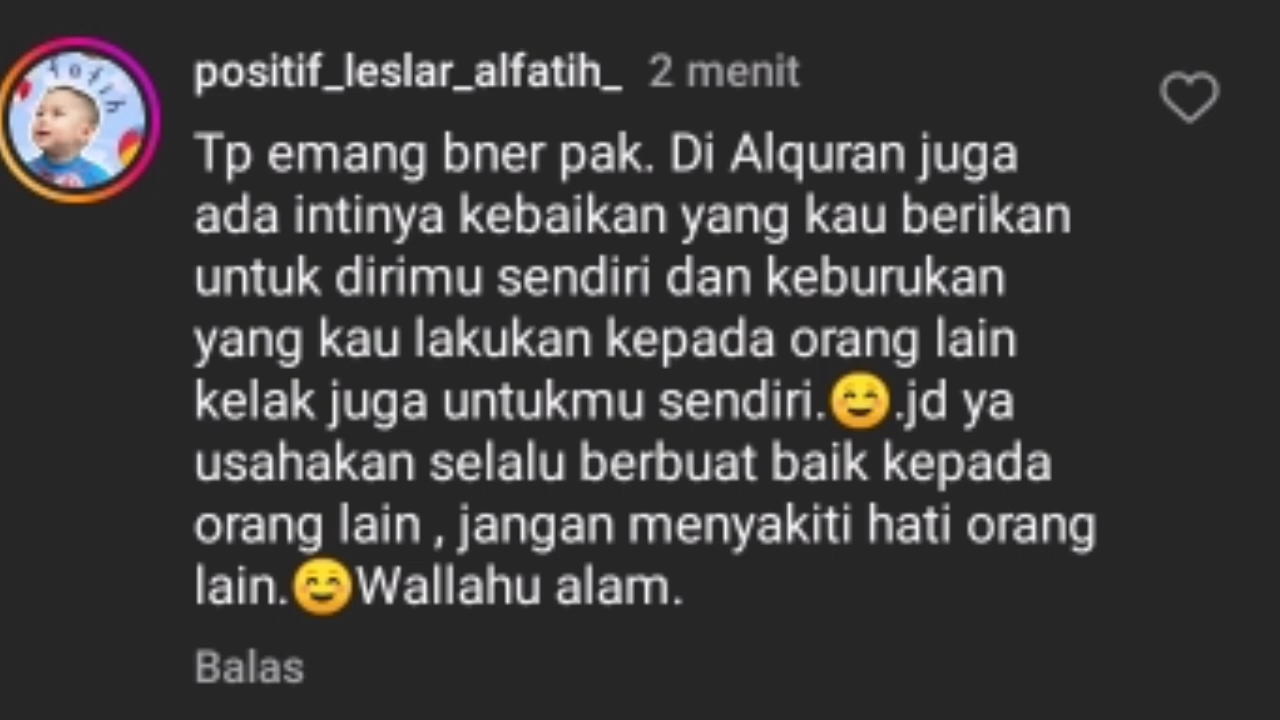 positif_leslar_alfatih_ 2 menit
Tp emang bner pak. Di Alquran juga
ada intinya kebaikan yang kau berikan
untuk dirimu sendiri dan keburukan
yang kau lakukan kepada orang lain
kelak juga untukmu sendiri.😊.jd ya
usahakan selalu berbuat baik kepada
orang lain , jangan menyakiti hati orang
lain.😊Wallahu alam.
Balas